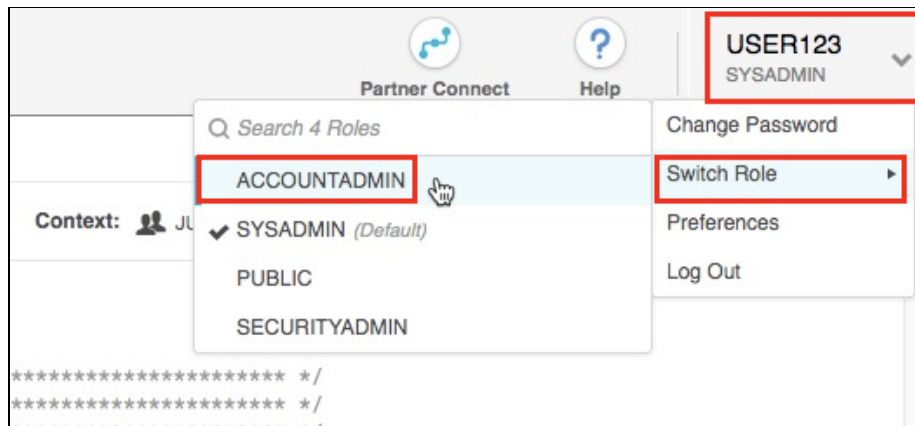 Partner Connect
Help
USER123
SYSADMIN
Search 4 Roles
ACCOUNTADMIN
SYSADMIN (Default)
PUBLIC
SECURITYADMIN
Change Password
Switch Role
Preferences
Log Out
Context:
********************** */
********************** */